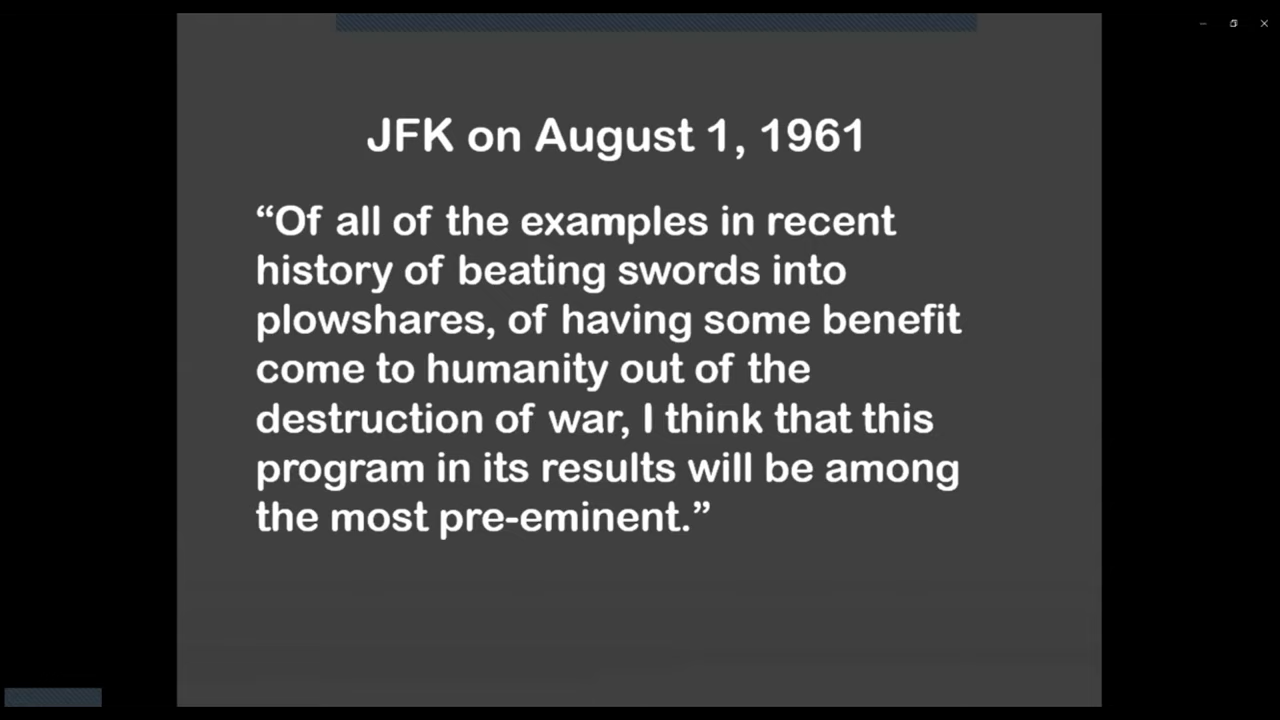 JFK on August 1, 1961
“Of all of the examples in recent
history of beating swords into
plowshares, of having some benefit
come to humanity out of the
destruction of war, I think that this
program in its results will be among
the most pre-eminent.”